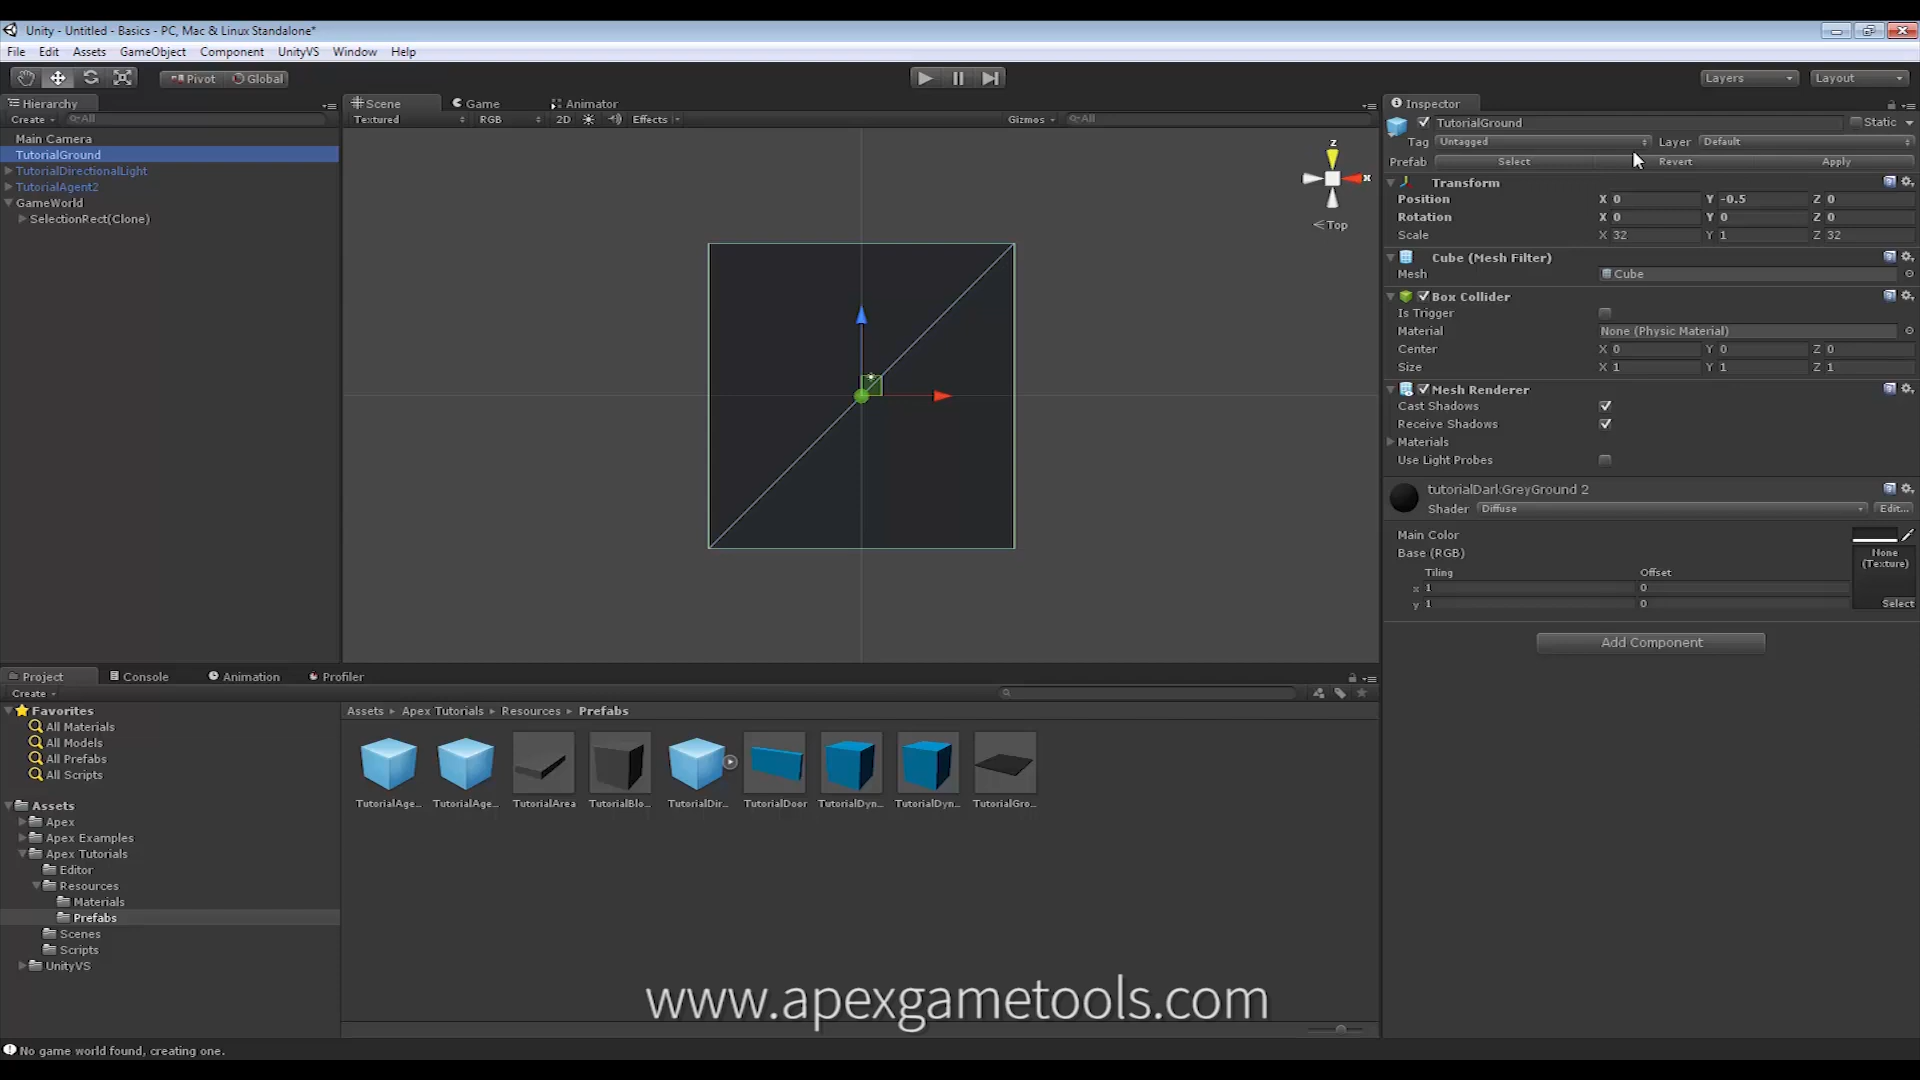 Unity - Untitled - Basics - PC, Mac & Linux Standalone*
File Edit Assets GameObject Component UnityVS Window Help
Pivot Global Layers Layout
Hierarchy
Create All
Main Camera
TutorialGround
TutorialDirectionalLight
TutorialAgent2
GameWorld
SelectionRect(Clone)
Scene Game Animator
Textured RGB 2D Effects Gizmos All
z
x
Top
Inspector
TutorialGround Static
Tag Untagged Layer Default
Prefab Select Revert Apply
Transform
Position X 0 Y -0.5 Z 0
Rotation X 0 Y 0 Z 0
Scale X 32 Y 1 Z 32
Cube (Mesh Filter)
Mesh Cube
Box Collider
Is Trigger
Material None (Physic Material)
Center X 0 Y 0 Z 0
Size X 1 Y 1 Z 1
Mesh Renderer
Cast Shadows
Receive Shadows
Materials
Use Light Probes
tutorialDarkGreyGround 2
Shader Diffuse Edit...
Main Color
Base (RGB)
None
(Texture)
Tiling Offset
x 1 0
y 1 0
Select
Add Component
Project Console Animation Profiler
Create
Favorites
All Materials
All Models
All Prefabs
All Scripts
Assets
Apex
Apex Examples
Apex Tutorials
Editor
Resources
Materials
Prefabs
Scenes
Scripts
UnityVS
Assets Apex Tutorials Resources Prefabs
TutorialAge... TutorialAge... TutorialArea TutorialBlo... TutorialDir... TutorialDoor TutorialDyn... TutorialDyn... TutorialGro...
www.apexgametools.com
No game world found, creating one.